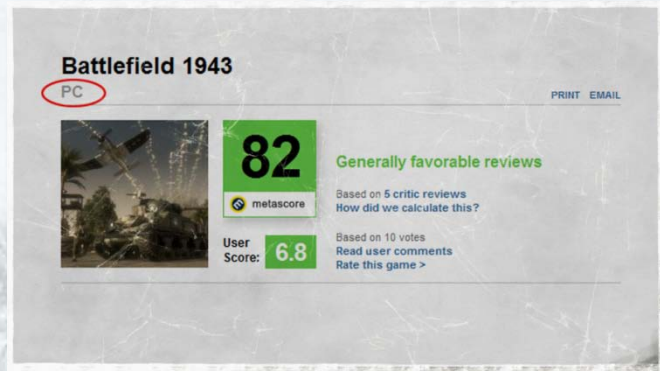 Battlefield 1943
PC
PRINT EMAIL
82
metascore
Generally favorable reviews
Based on 5 critic reviews
How did we calculate this?
User
Score: 6.8
Based on 10 votes
Read user comments
Rate this game >